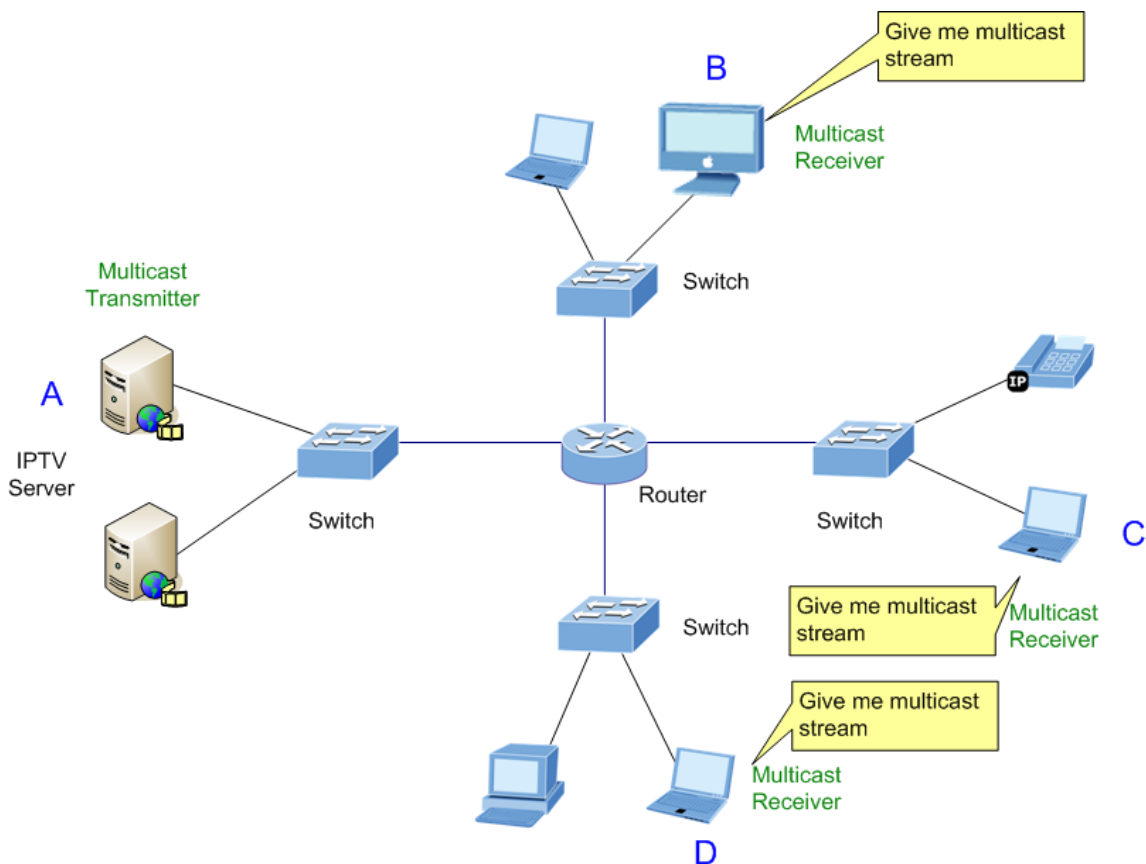 Give me multicast
stream
B
Multicast
Receiver
Switch
Multicast
Transmitter
A
IPTV
Server
Switch
Router
IP
Switch
C
Give me multicast
stream
Multicast
Receiver
Switch
Give me multicast
stream
Multicast
Receiver
D